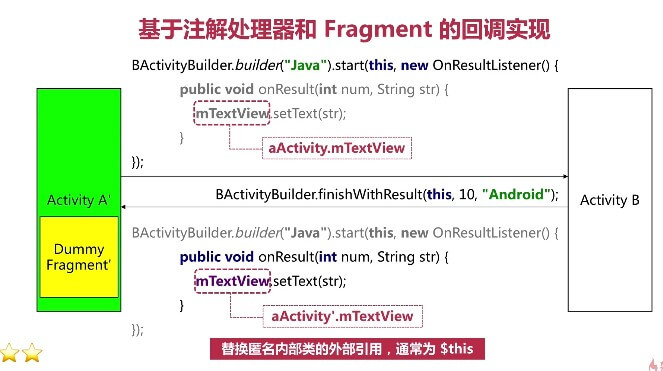 基于注解处理器和 Fragment 的回调实现
BActivityBuilder.builder("Java").start(this, new OnResultListener() {
public void onResult(int num, String str) {
mTextView.setText(str);
}
aActivity.mTextView
});
Activity A'
BActivityBuilder.finishWithResult(this, 10, "Android");
Activity B
Dummy
Fragment'
BActivityBuilder.builder("Java").start(this, new OnResultListener() {
public void onResult(int num, String str) {
mTextView.setText(str);
}
aActivity'.mTextView
});
替换匿名内部类的外部引用，通常为 $this